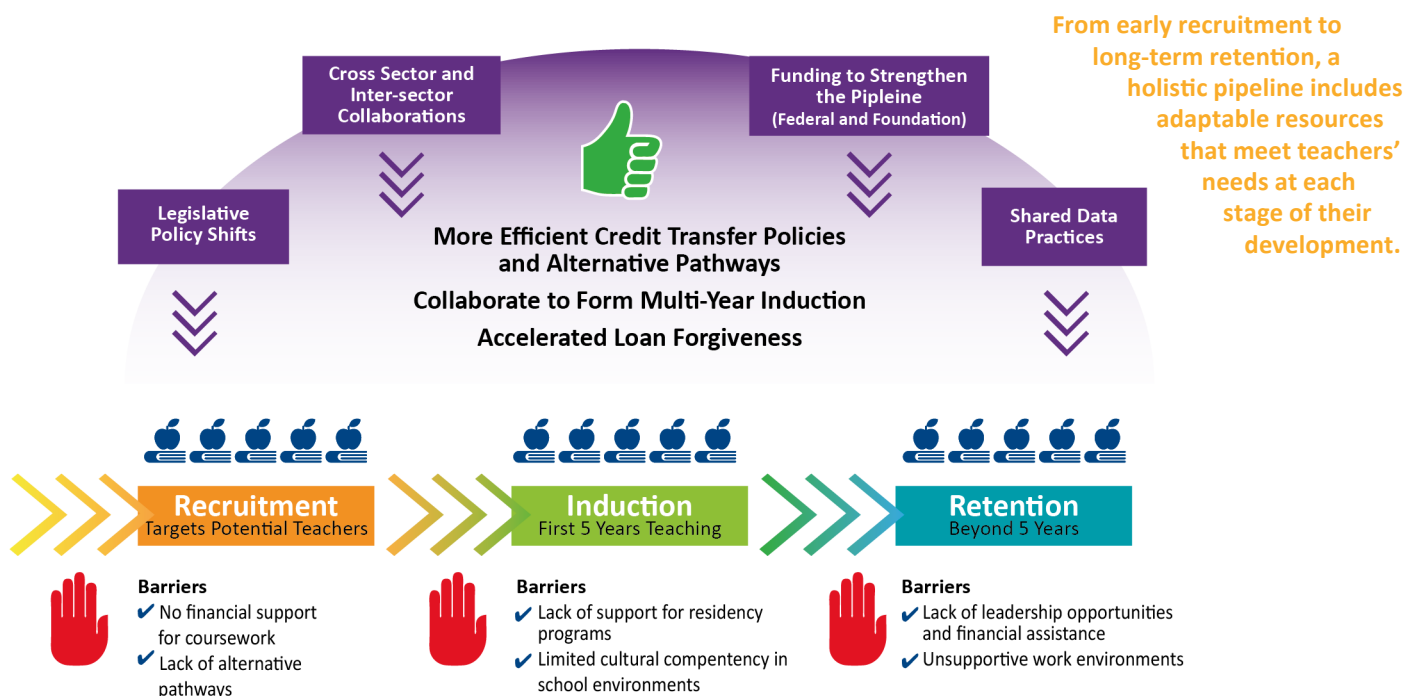 From early recruitment to
long-term retention, a
holistic pipeline includes
adaptable resources
that meet teachers’
needs at each
stage of their
development.
Cross Sector and
Inter-sector
Collaborations
Funding to Strengthen
the Pipleine
(Federal and Foundation)
Legislative
Policy Shifts
Shared Data
Practices
More Efficient Credit Transfer Policies
and Alternative Pathways
Collaborate to Form Multi-Year Induction
Accelerated Loan Forgiveness
Recruitment
Targets Potential Teachers
Induction
First 5 Years Teaching
Retention
Beyond 5 Years
Barriers
No financial support
for coursework
Lack of alternative
pathways
Barriers
Lack of support for residency
programs
Limited cultural compentency in
school environments
Barriers
Lack of leadership opportunities
and financial assistance
Unsupportive work environments